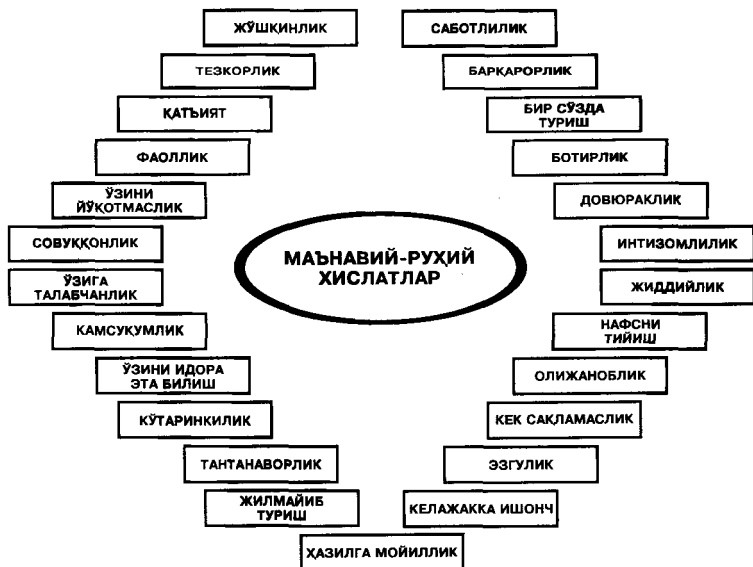 ЖЎШҚИНЛИК
САБОТЛИЛИК
ТЕЗКОРЛИК
БАРҚАРОРЛИК
ҚАТЪИЯТ
БИР СЎЗДА
ТУРИШ
ФАОЛЛИК
БОТИРЛИК
ЎЗИНИ
ЙЎҚОТМАСЛИК
ДОВЮРАКЛИК
СОВУҚҚОНЛИК
МАЪНАВИЙ-РУҲИЙ
ХИСЛАТЛАР
ИНТИЗОМЛИЛИК
ЎЗИГА
ТАЛАБЧАНЛИК
ЖИДДИЙЛИК
КАМСУҚУМЛИК
НАФСНИ
ТИЙИШ
ЎЗИНИ ИДОРА
ЭТА БИЛИШ
ОЛИЖАНОБЛИК
КЎТАРИНКИЛИК
КЕК САҚЛАМАСЛИК
ТАНТАНАВОРЛИК
ЭЗГУЛИК
ЖИЛМАЙИБ
ТУРИШ
КЕЛАЖАККА ИШОНЧ
ҲАЗИЛГА МОЙИЛЛИК